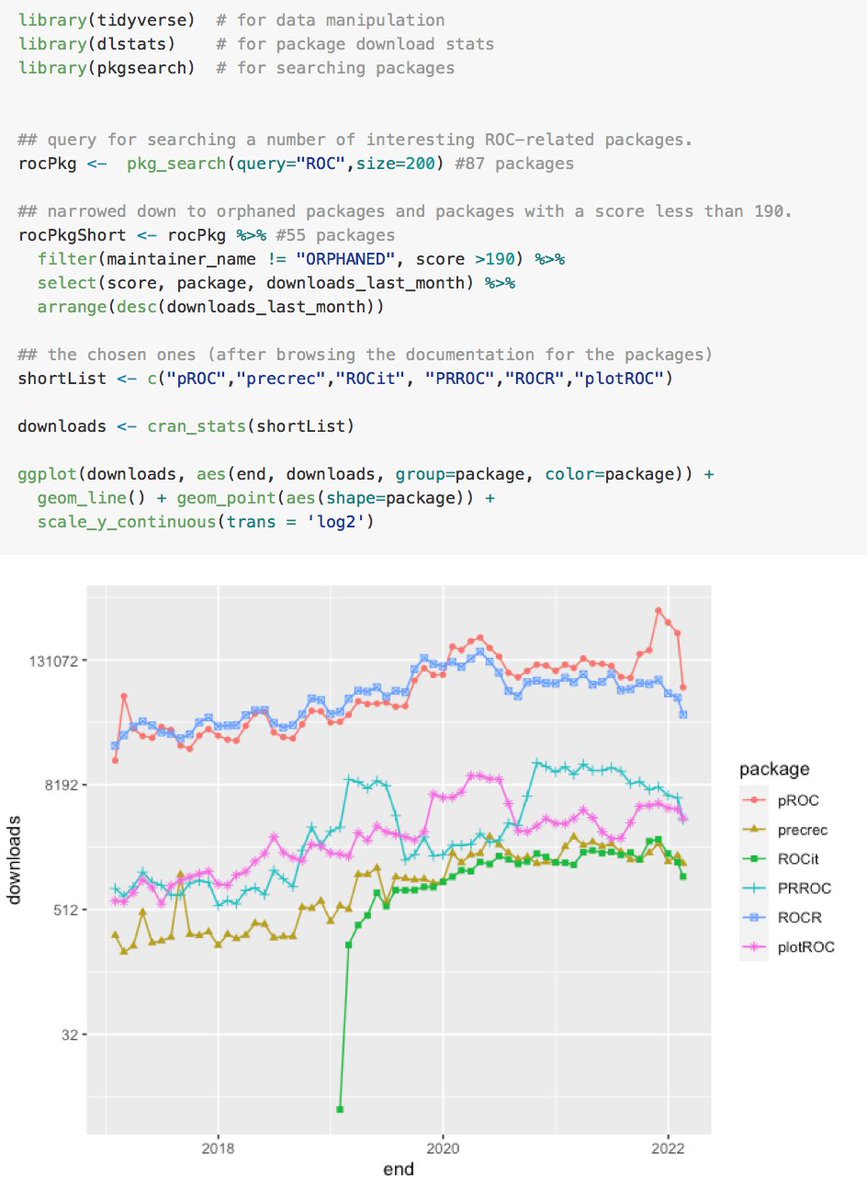 library(tidyverse)  # for data manipulation
library(dlstats)    # for package download stats
library(pkgsearch)  # for searching packages
## query for searching a number of interesting ROC-related packages.
rocPkg <-  pkg_search(query="ROC",size=200) #87 packages
## narrowed down to orphaned packages and packages with a score less than 190.
rocPkgShort <- rocPkg %>% #55 packages
  filter(maintainer_name != "ORPHANED", score >190) %>%
  select(score, package, downloads_last_month) %>%
  arrange(desc(downloads_last_month))
## the chosen ones (after browsing the documentation for the packages)
shortList <- c("pROC","precrec","ROCit", "PRROC","ROCR","plotROC")
downloads <- cran_stats(shortList)
ggplot(downloads, aes(end, downloads, group=package, color=package)) +
  geom_line() + geom_point(aes(shape=package)) +
  scale_y_continuous(trans = 'log2')
131072
8192
512
32
downloads
2018 2020 2022
end
package
pROC
precrec
ROCit
PRROC
ROCR
plotROC